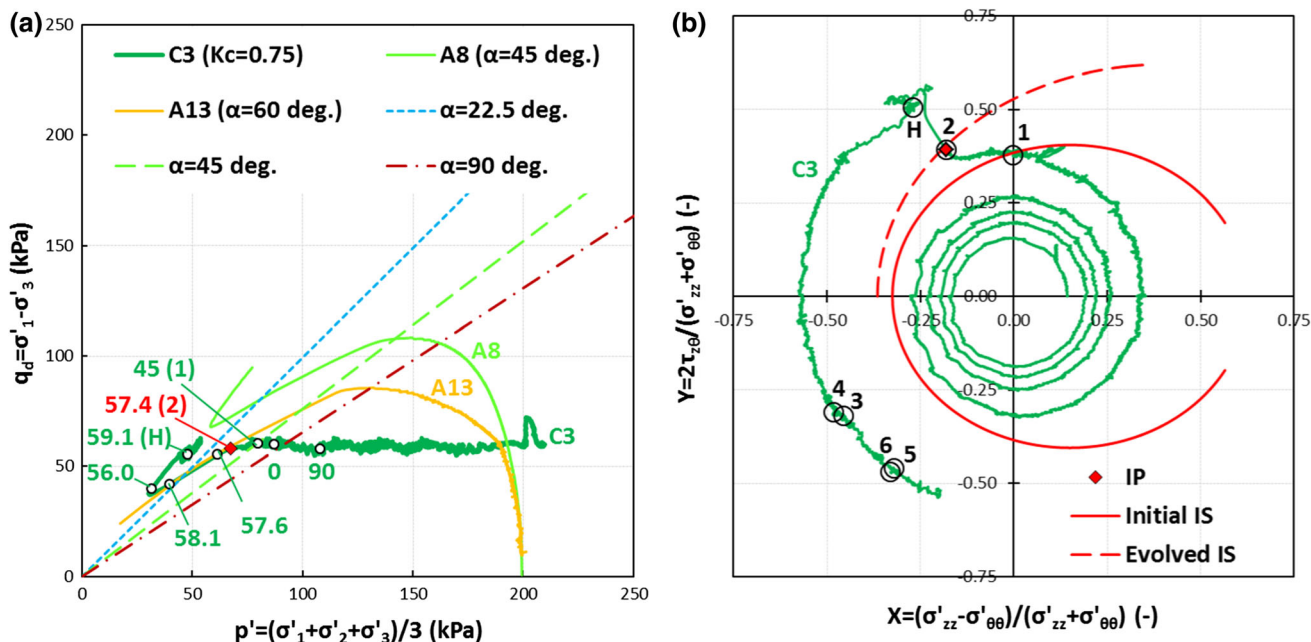 (a)
250
200
150
100
50
0
q_d=σ'_1-σ'_3 (kPa)
C3 (Kc=0.75)
A8 (α=45 deg.)
A13 (α=60 deg.)
α=22.5 deg.
α=45 deg.
α=90 deg.
45 (1)
A8
57.4 (2)
A13
59.1 (H)
C3
56.0
0
90
57.6
58.1
0
50
100
150
200
250
p'=(σ'_1+σ'_2+σ'_3)/3 (kPa)
(b)
0.75
0.50
0.25
0.00
-0.25
-0.50
-0.75
Y=2τ_zθ/(σ'_zz+σ'_θθ) (-)
H
2
1
C3
-0.75
-0.50
-0.25
0.00
0.25
0.50
0.75
4
3
6
5
IP
Initial IS
Evolved IS
X=(σ'_zz-σ'_θθ)/(σ'_zz+σ'_θθ) (-)